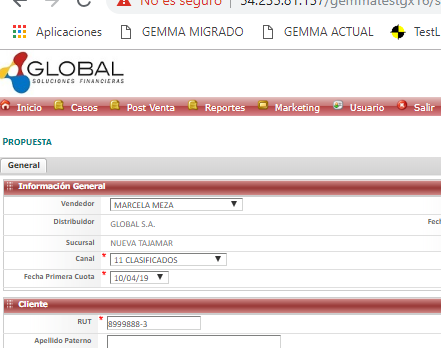 No es seguro | 54.233.81.137/gemmatestgx16/s
Aplicaciones GEMMA MIGRADO GEMMA ACTUAL TestL
GLOBAL
SOLUCIONES FINANCIERAS
Inicio Casos Post Venta Reportes Marketing Usuario Salir
PROPUESTA
General
Información General
Vendedor MARCELA MEZA
Distribuidor GLOBAL S.A. Fech
Sucursal NUEVA TAJAMAR
Canal * 11 CLASIFICADOS
Fecha Primera Cuota * 10/04/19
Cliente
RUT * 8999888-3
Apellido Paterno